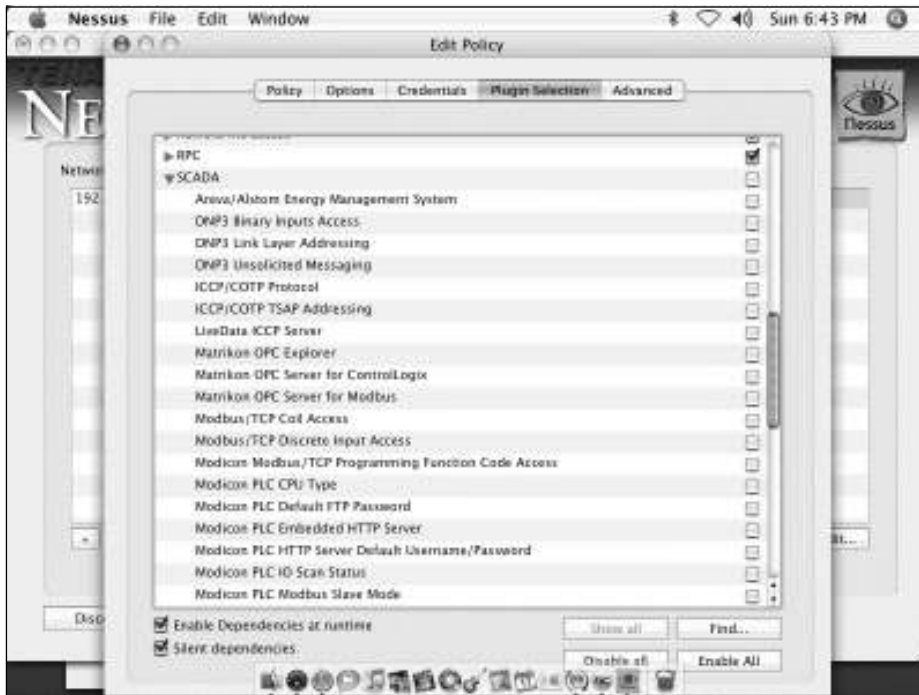 Nessus File Edit Window Sun 6:43 PM
Edit Policy
Policy Options Credentials Plugin Selection Advanced
Nessus
RPC
SCADA
192
Areva/Alstom Energy Management System
DNP3 Binary Inputs Access
DNP3 Link Layer Addressing
DNP3 Unsolicited Messaging
ICCP/COTP Protocol
ICCP/COTP TSAP Addressing
LiveData ICCP Server
Matrikon OPC Explorer
Matrikon OPC Server for ControlLogix
Matrikon OPC Server for Modbus
Modbus/TCP Coil Access
Modbus/TCP Discrete Input Access
Modicon Modbus/TCP Programming Function Code Access
Modicon PLC CPU Type
Modicon PLC Default FTP Password
Modicon PLC Embedded HTTP Server
Modicon PLC HTTP Server Default Username/Password
Modicon PLC IO Scan Status
Modicon PLC Modbus Slave Mode
Disc
Enable Dependencies at runtime
Show all Find...
Silent dependencies
Disable all Enable All